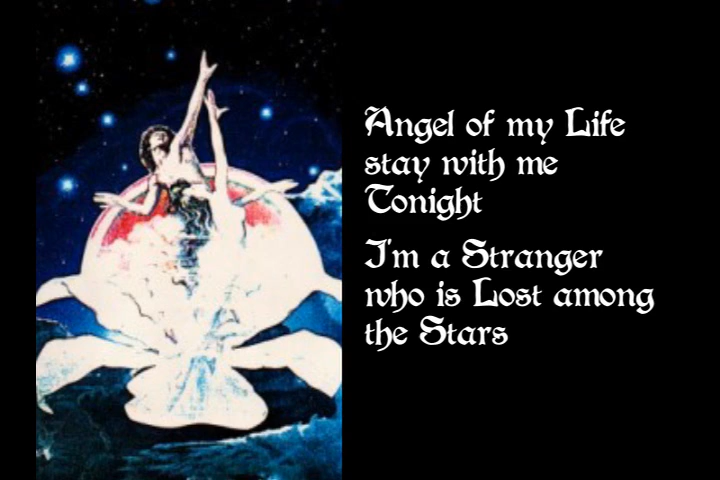 Angel of my Life
stay with me
Tonight
I'm a Stranger
who is Lost among
the Stars